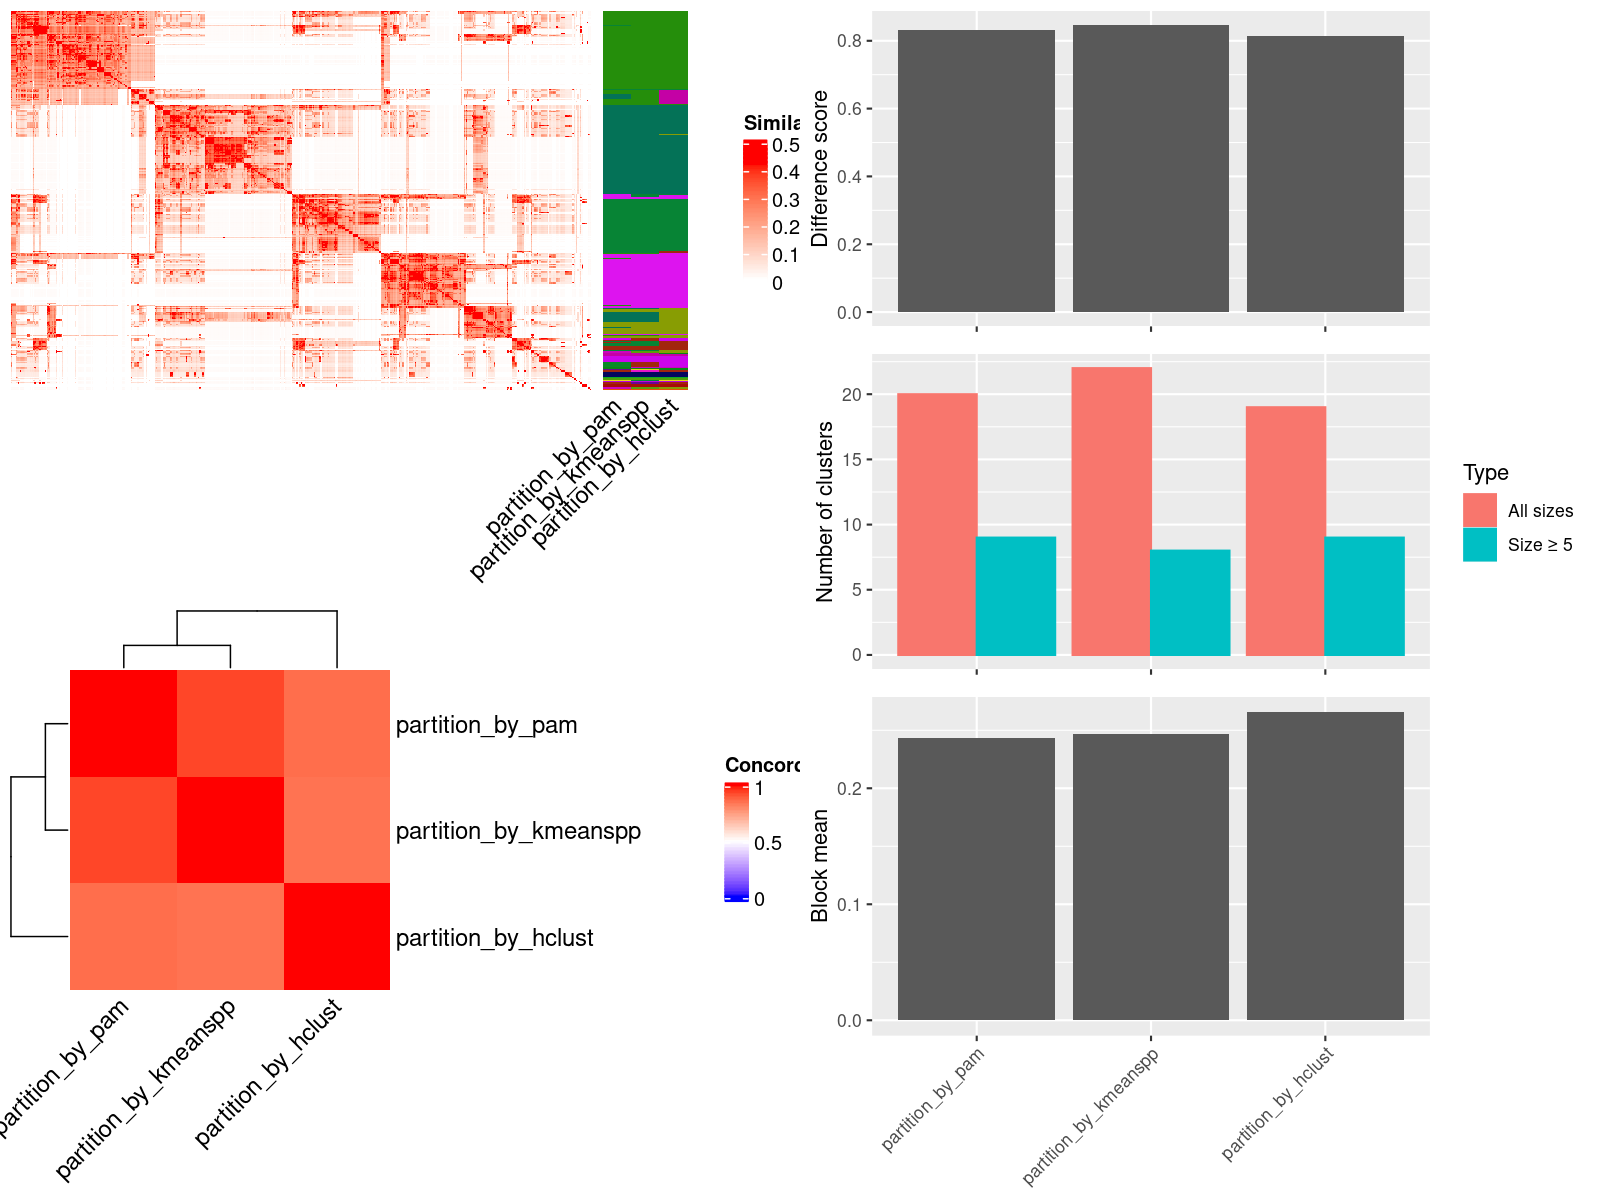 Simila
0.5
0.4
0.3
0.2
0.1
0
partition_by_pam
partition_by_kmeanspp
partition_by_hclust
partition_by_pam
partition_by_kmeanspp
partition_by_hclust
partition_by_pam
partition_by_kmeanspp
partition_by_hclust
Concord
1
0.5
0
Difference score
0.8
0.6
0.4
0.2
0.0
Number of clusters
20
15
10
5
0
Type
All sizes
Size ≥ 5
Block mean
0.2
0.1
0.0
partition_by_pam
partition_by_kmeanspp
partition_by_hclust